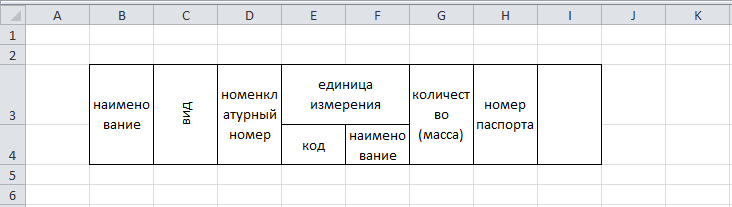 A B C D E F G H I J K
1
2
3
4
5
6
наимено
вание
вид
номенкл
атурный
номер
единица
измерения
код
наимено
вание
количест
во
(масса)
номер
паспорта